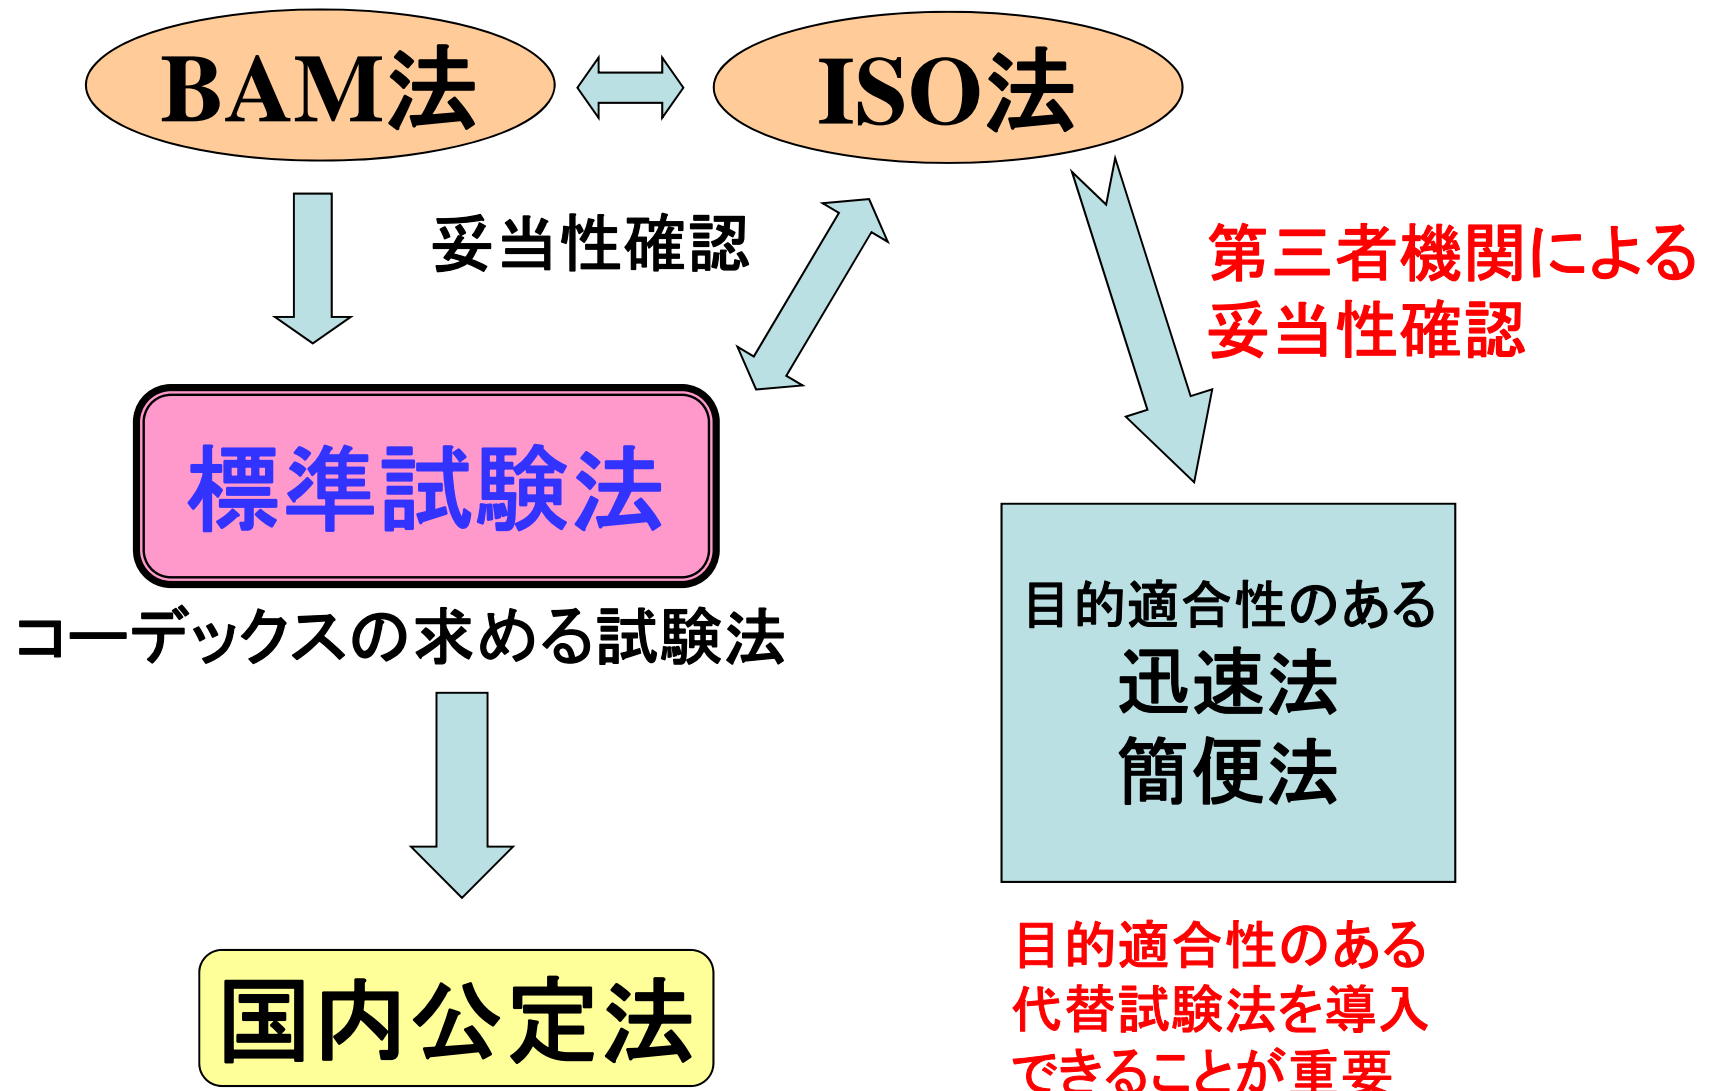 BAM法
ISO法
妥当性確認
第三者機関による
妥当性確認
標準試験法
コーデックスの求める試験法
目的適合性のある
迅速法
簡便法
国内公定法
目的適合性のある
代替試験法を導入
できることが重要